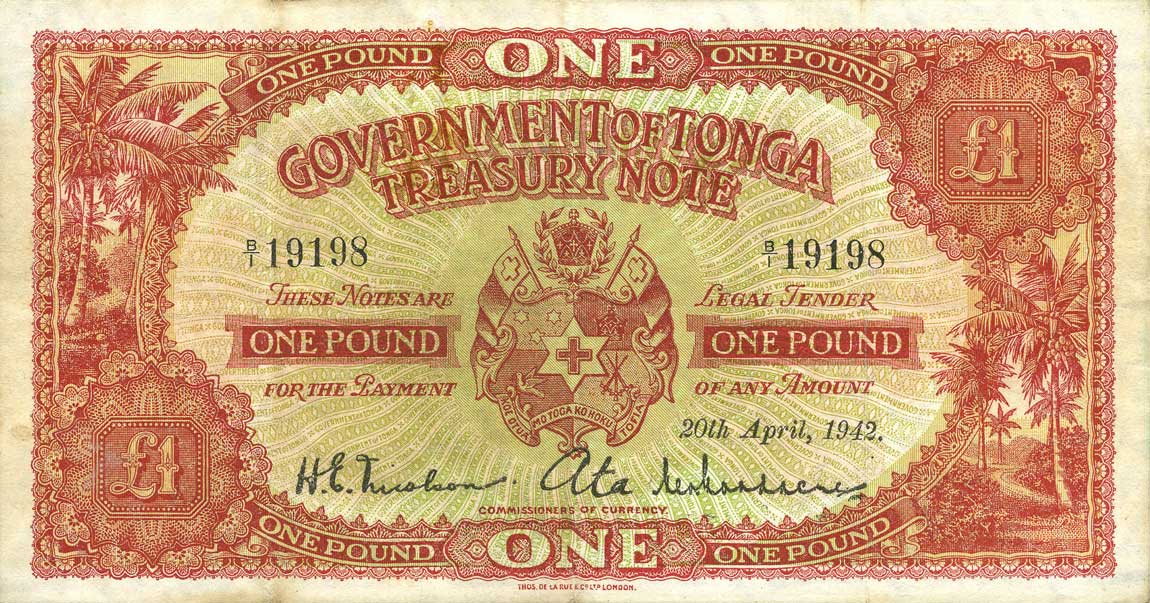 ONE POUND ONE ONE POUND
£1
GOVERNMENT OF TONGA
TREASURY NOTE
B/1 19198 B/1 19198
THESE NOTES ARE LEGAL TENDER
ONE POUND ONE POUND
FOR THE PAYMENT OF ANY AMOUNT
KOE OTUA MO TOGA KO HOKU TOFIA
20th April, 1942.
£1
Ata
COMMISSIONERS OF CURRENCY
ONE POUND ONE ONE POUND
THOS. DE LA RUE & CO. LTD. LONDON.